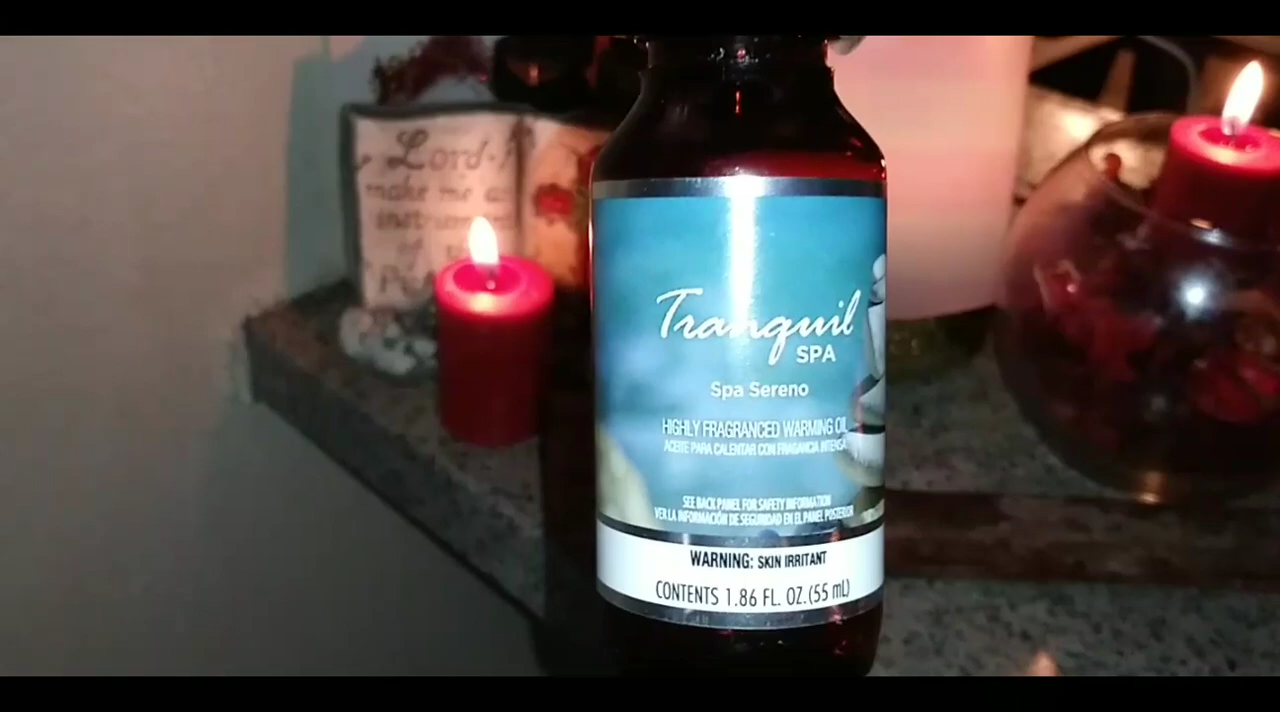 Lord
make me an
instrument
of
Tranquil
SPA
Spa Sereno
HIGHLY FRAGRANCED WARMING OIL
ACEITE PARA CALENTAR CON FRAGANCIA INTENSA
SEE BACK PANEL FOR SAFETY INFORMATION
VER LA INFORMACIÓN DE SEGURIDAD EN EL PANEL POSTERIOR
WARNING: SKIN IRRITANT
CONTENTS 1.86 FL. OZ. (55 mL)